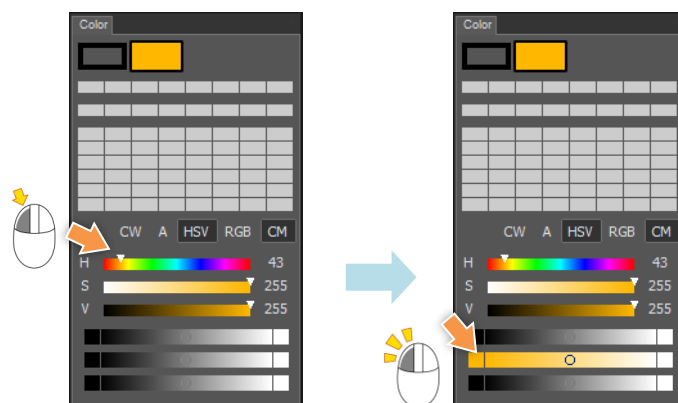 Color
CW A HSV RGB CM
H 43
S 255
V 255
Color
CW A HSV RGB CM
H 43
S 255
V 255